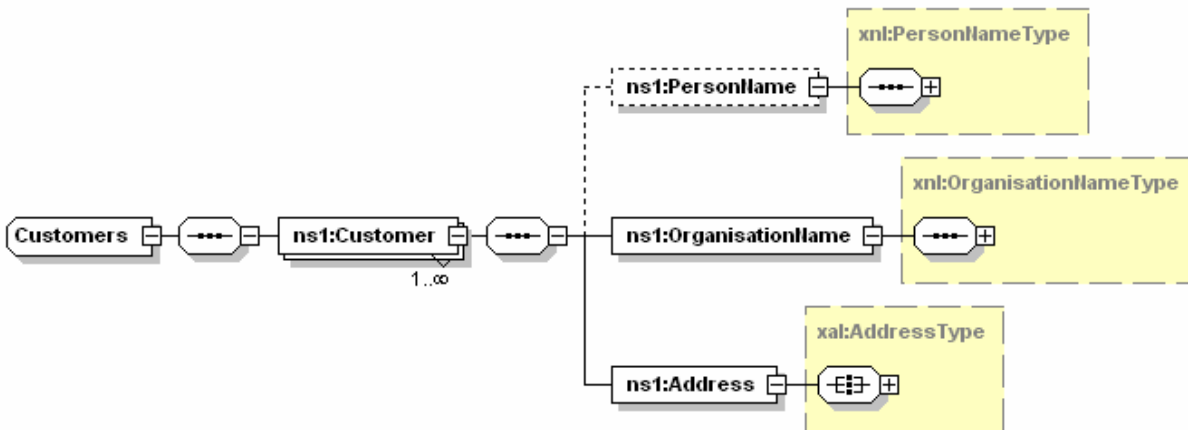 xnl:PersonNameType
ns1:PersonName
xnl:OrganisationNameType
Customers
ns1:Customer
1..∞
ns1:OrganisationName
xal:AddressType
ns1:Address